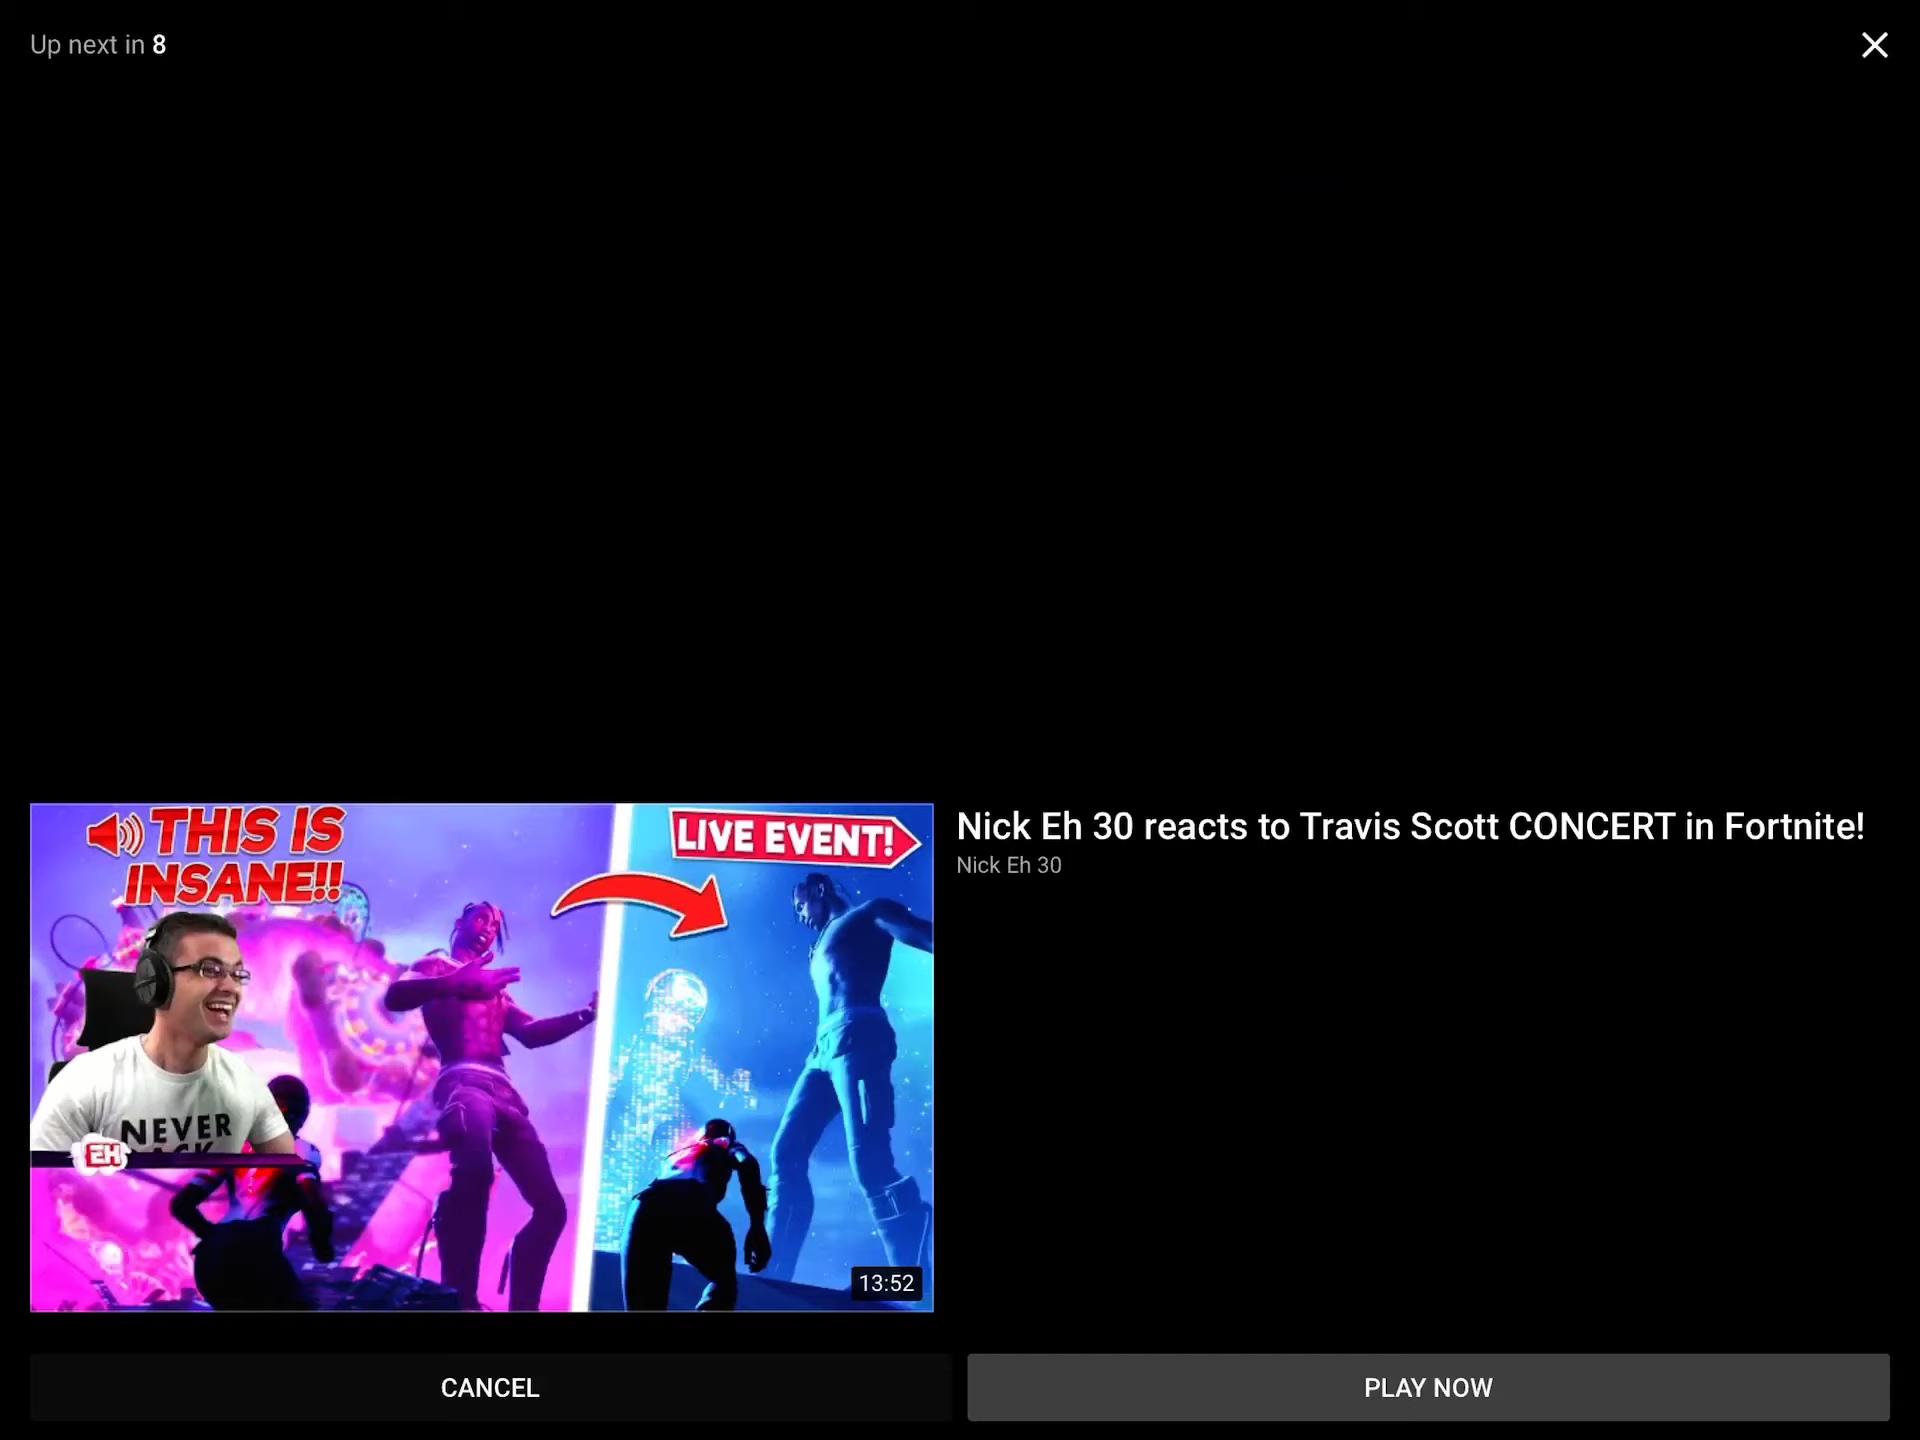 Up next in 8
THIS IS
INSANE!!
LIVE EVENT!
NEVER
EH
13:52
Nick Eh 30 reacts to Travis Scott CONCERT in Fortnite!
Nick Eh 30
CANCEL
PLAY NOW